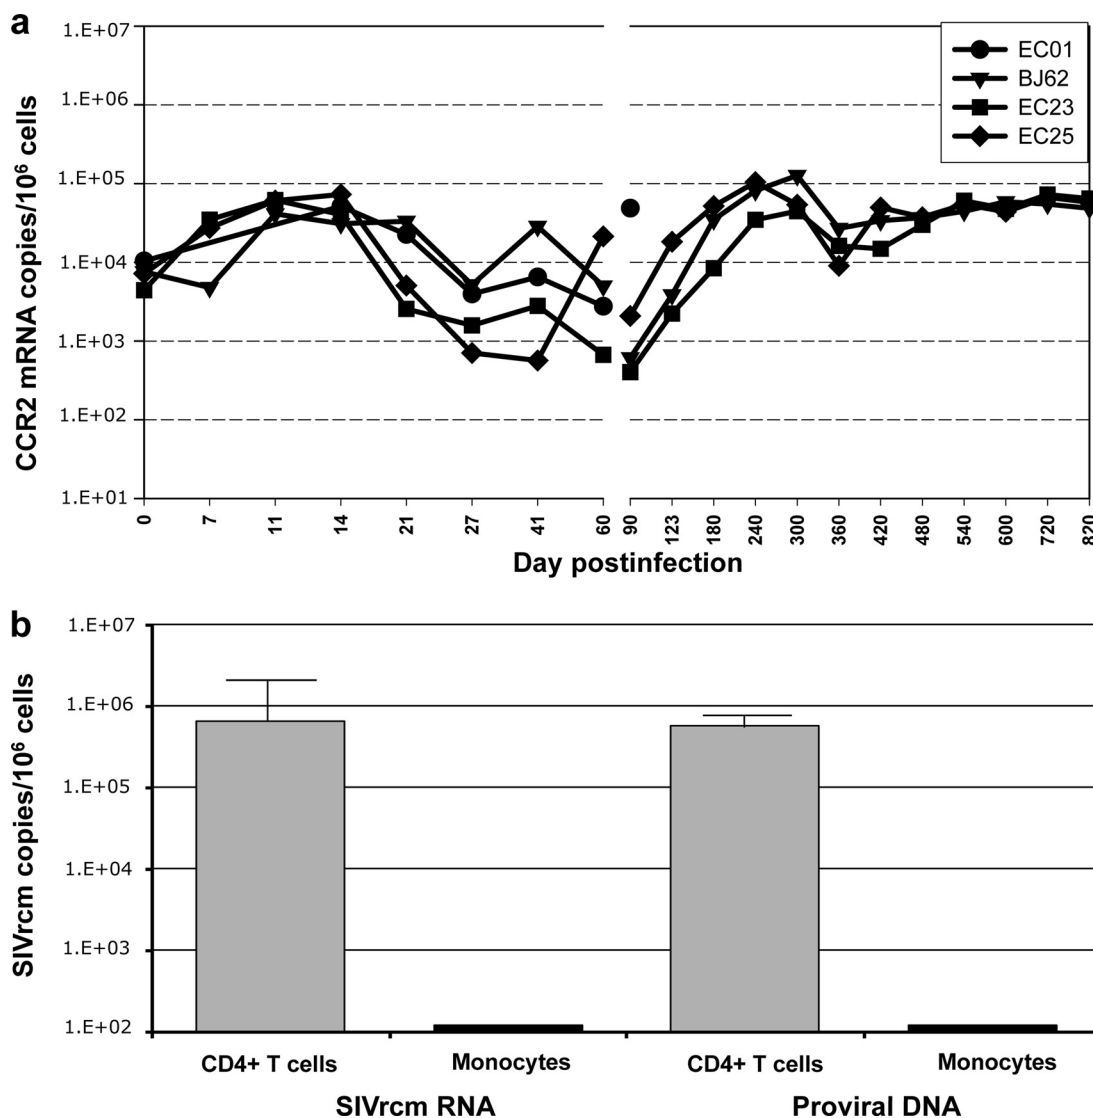 a
CCR2 mRNA copies/10⁶ cells
1.E+07
1.E+06
1.E+05
1.E+04
1.E+03
1.E+02
1.E+01
EC01
BJ62
EC23
EC25
0 7 11 14 21 27 41 60 90 123 180 240 300 360 420 480 540 600 720 820
Day postinfection
b
SIVrcm copies/10⁶ cells
1.E+07
1.E+06
1.E+05
1.E+04
1.E+03
1.E+02
CD4+ T cells Monocytes CD4+ T cells Monocytes
SIVrcm RNA Proviral DNA